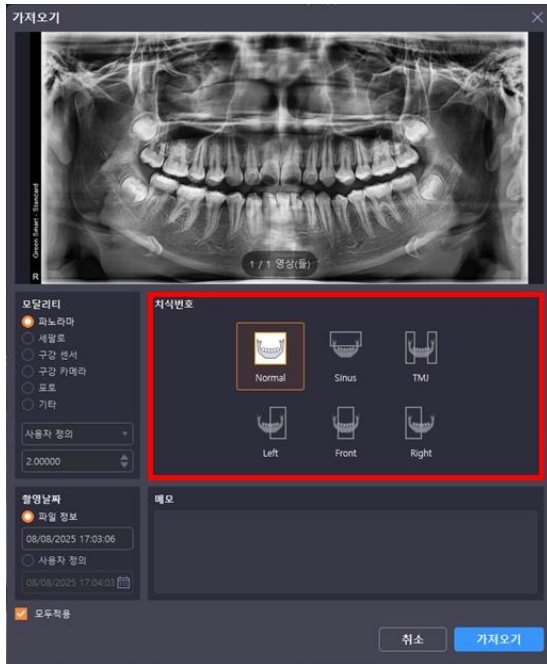 가져오기
Green Smart - Standard
R
1 / 1 영상(들)
모달리티
파노라마
세팔로
구강 센서
구강 카메라
포토
기타
사용자 정의
2.00000
치식번호
Normal
Sinus
TMJ
Left
Front
Right
촬영날짜
파일 정보
08/08/2025 17:03:06
사용자 정의
08/08/2025 17:04:03
메모
모두적용
취소
가져오기